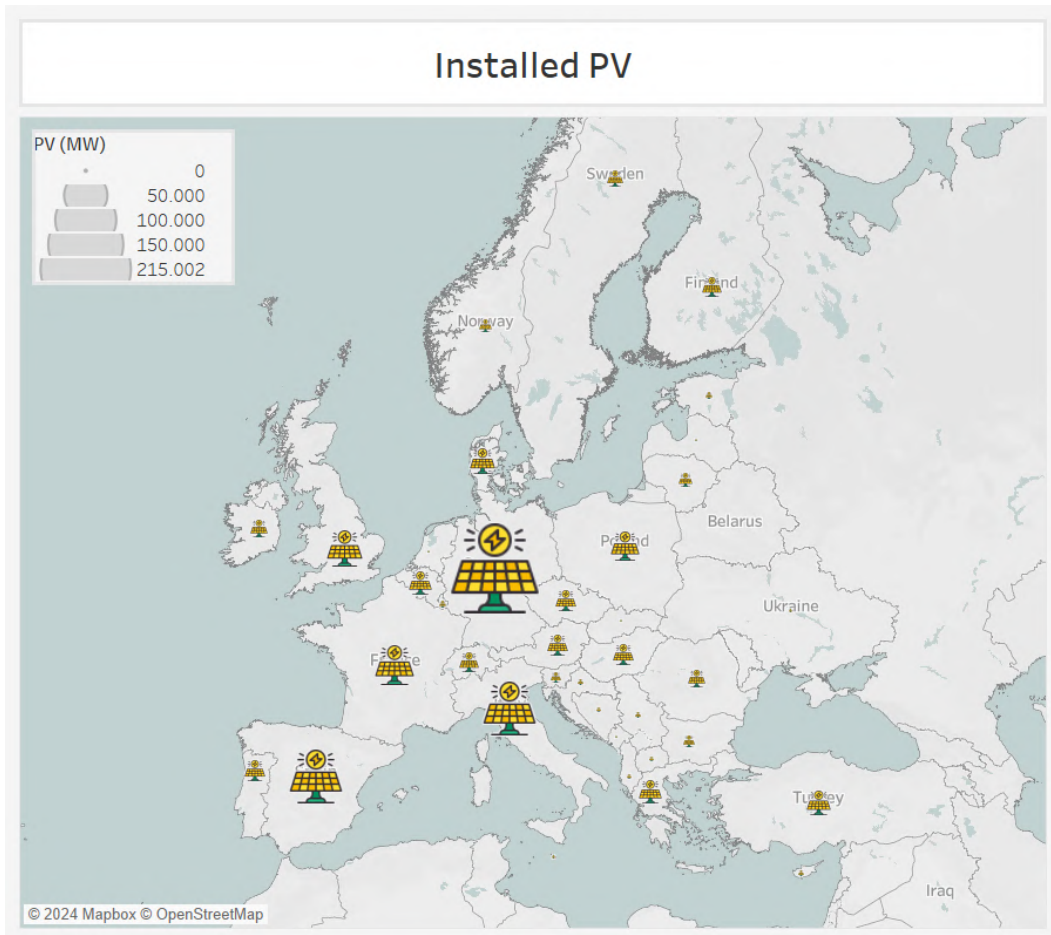 Installed PV
PV (MW)
0
50.000
100.000
150.000
215.002
Sweden
Finland
Norway
Belarus
Poland
Ukraine
France
Turkey
Iraq
© 2024 Mapbox © OpenStreetMap